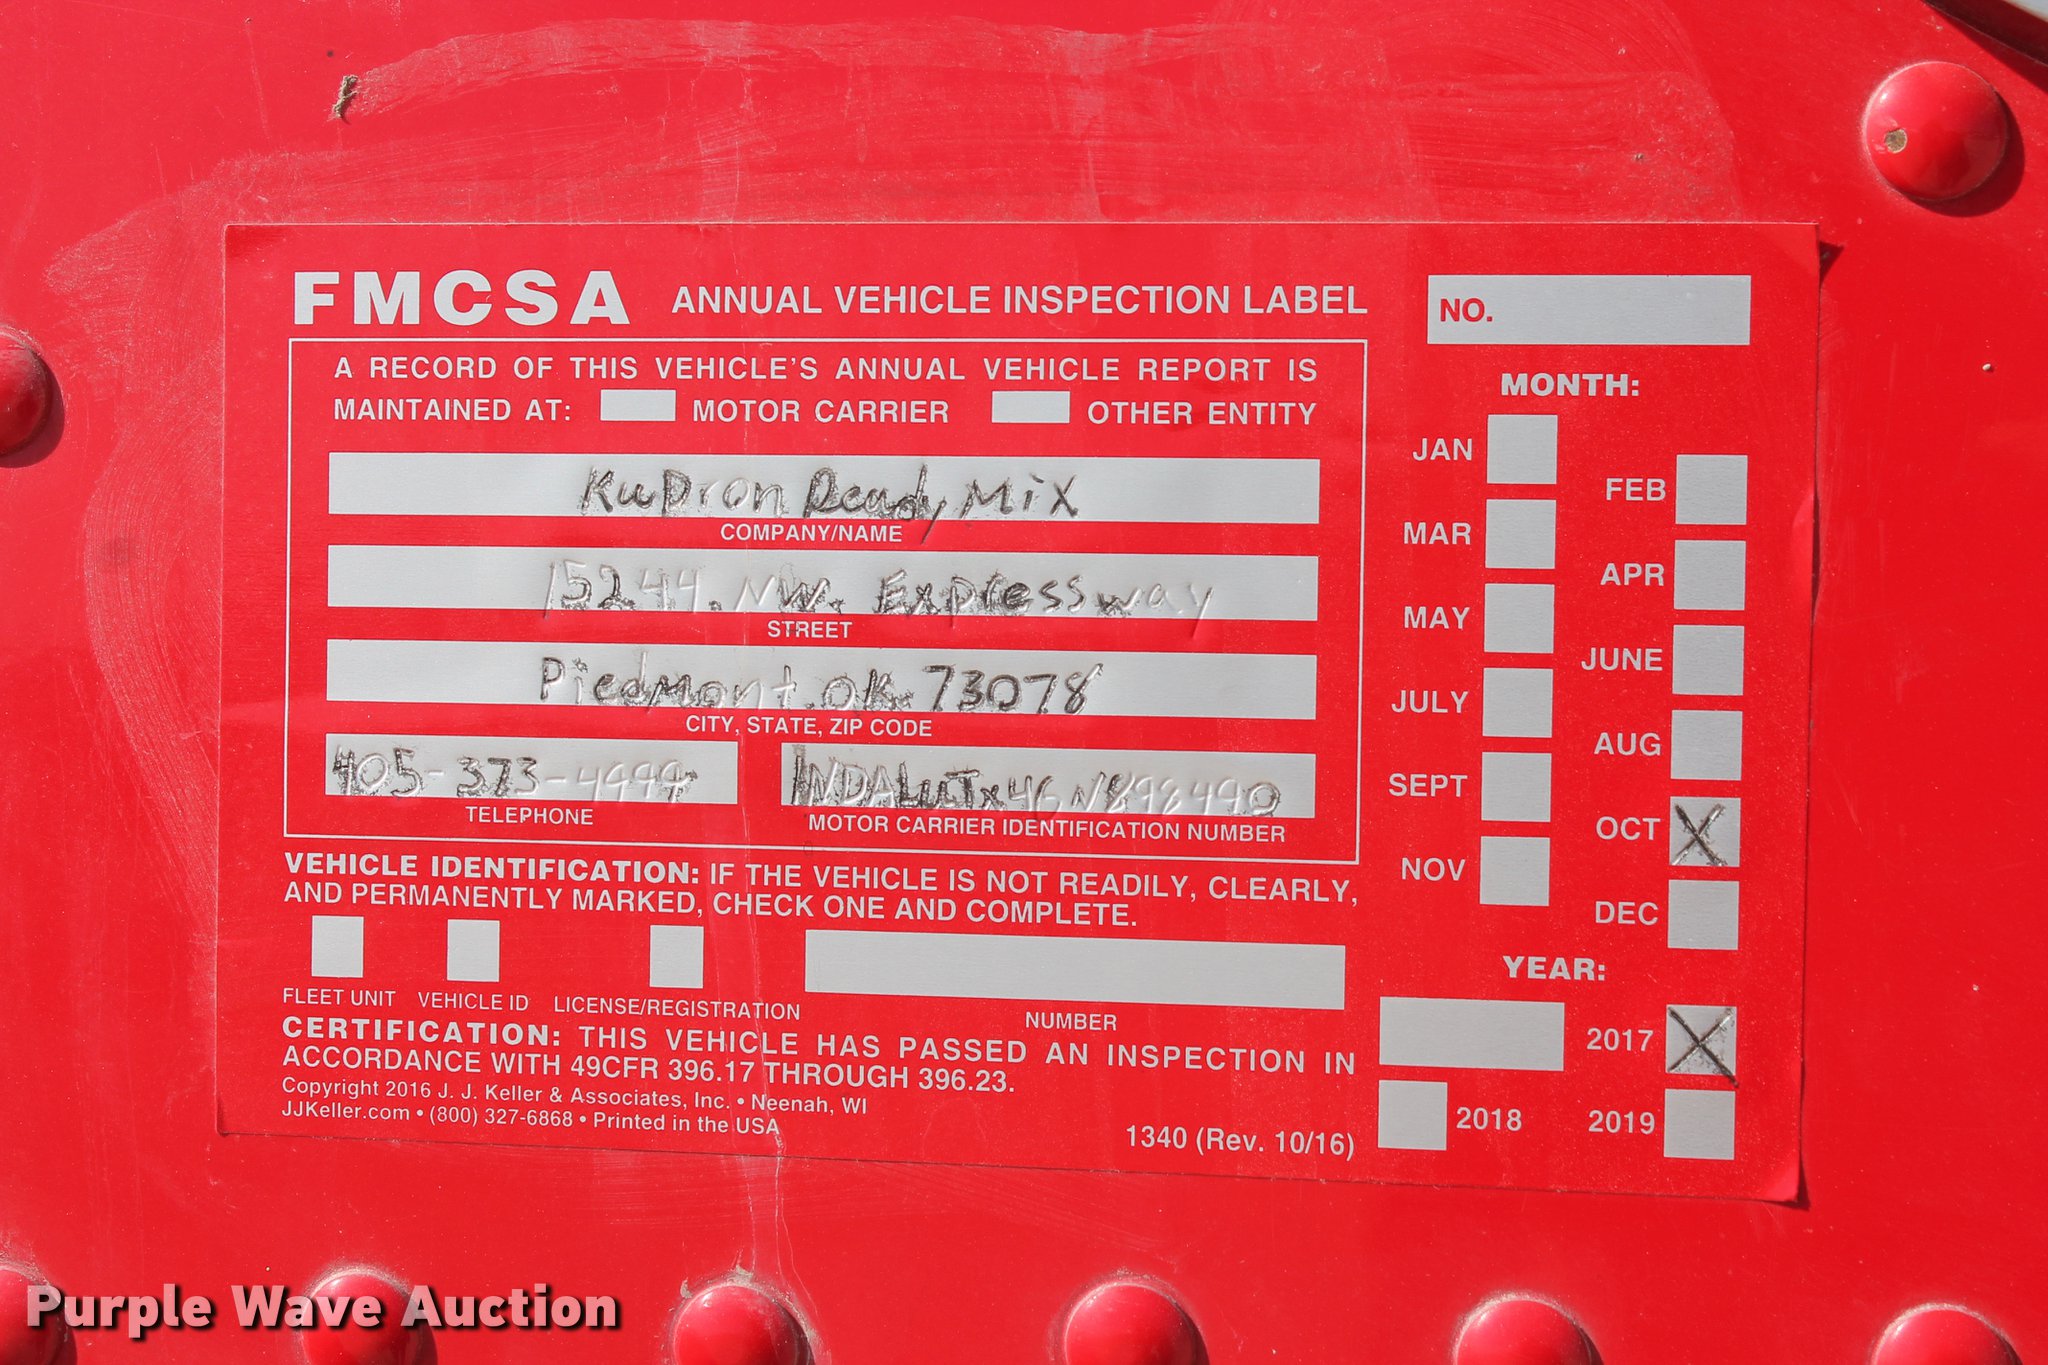 FMCSA ANNUAL VEHICLE INSPECTION LABEL
NO.
A RECORD OF THIS VEHICLE'S ANNUAL VEHICLE REPORT IS
MAINTAINED AT: MOTOR CARRIER OTHER ENTITY
KuDron Ready Mix
COMPANY/NAME
15244. NW. Expressway
STREET
Piedmont. OK. 73078
CITY, STATE, ZIP CODE
405-373-4999
TELEPHONE
MOTOR CARRIER IDENTIFICATION NUMBER
VEHICLE IDENTIFICATION: IF THE VEHICLE IS NOT READILY, CLEARLY,
AND PERMANENTLY MARKED, CHECK ONE AND COMPLETE.
FLEET UNIT VEHICLE ID LICENSE/REGISTRATION
NUMBER
CERTIFICATION: THIS VEHICLE HAS PASSED AN INSPECTION IN
ACCORDANCE WITH 49CFR 396.17 THROUGH 396.23.
Copyright 2016 J. J. Keller & Associates, Inc. • Neenah, WI
JJKeller.com • (800) 327-6868 • Printed in the USA
1340 (Rev. 10/16)
MONTH:
JAN
FEB
MAR
APR
MAY
JUNE
JULY
AUG
SEPT
OCT X
NOV
DEC
YEAR:
2017 X
2018 2019
Purple Wave Auction